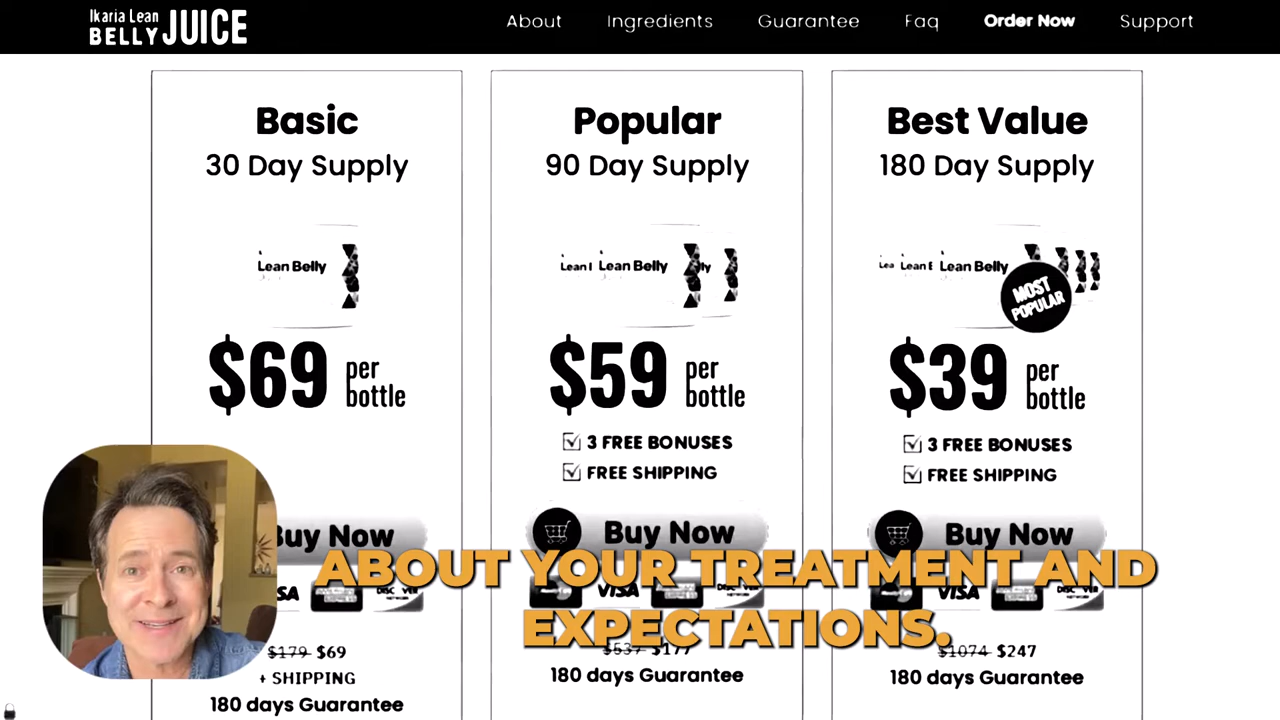 Ikaria Lean
BELLY JUICE
About Ingredients Guarantee Faq Order Now Support
Basic
30 Day Supply
Lean Belly
$69 per bottle
Buy Now
$179 $69
+ SHIPPING
180 days Guarantee
Popular
90 Day Supply
Lean Belly
$59 per bottle
3 FREE BONUSES
FREE SHIPPING
Buy Now
VISA
180 days Guarantee
Best Value
180 Day Supply
Lean Belly
MOST
POPULAR
$39 per bottle
3 FREE BONUSES
FREE SHIPPING
Buy Now
VISA
$1074 $247
180 days Guarantee
ABOUT YOUR TREATMENT AND
EXPECTATIONS.